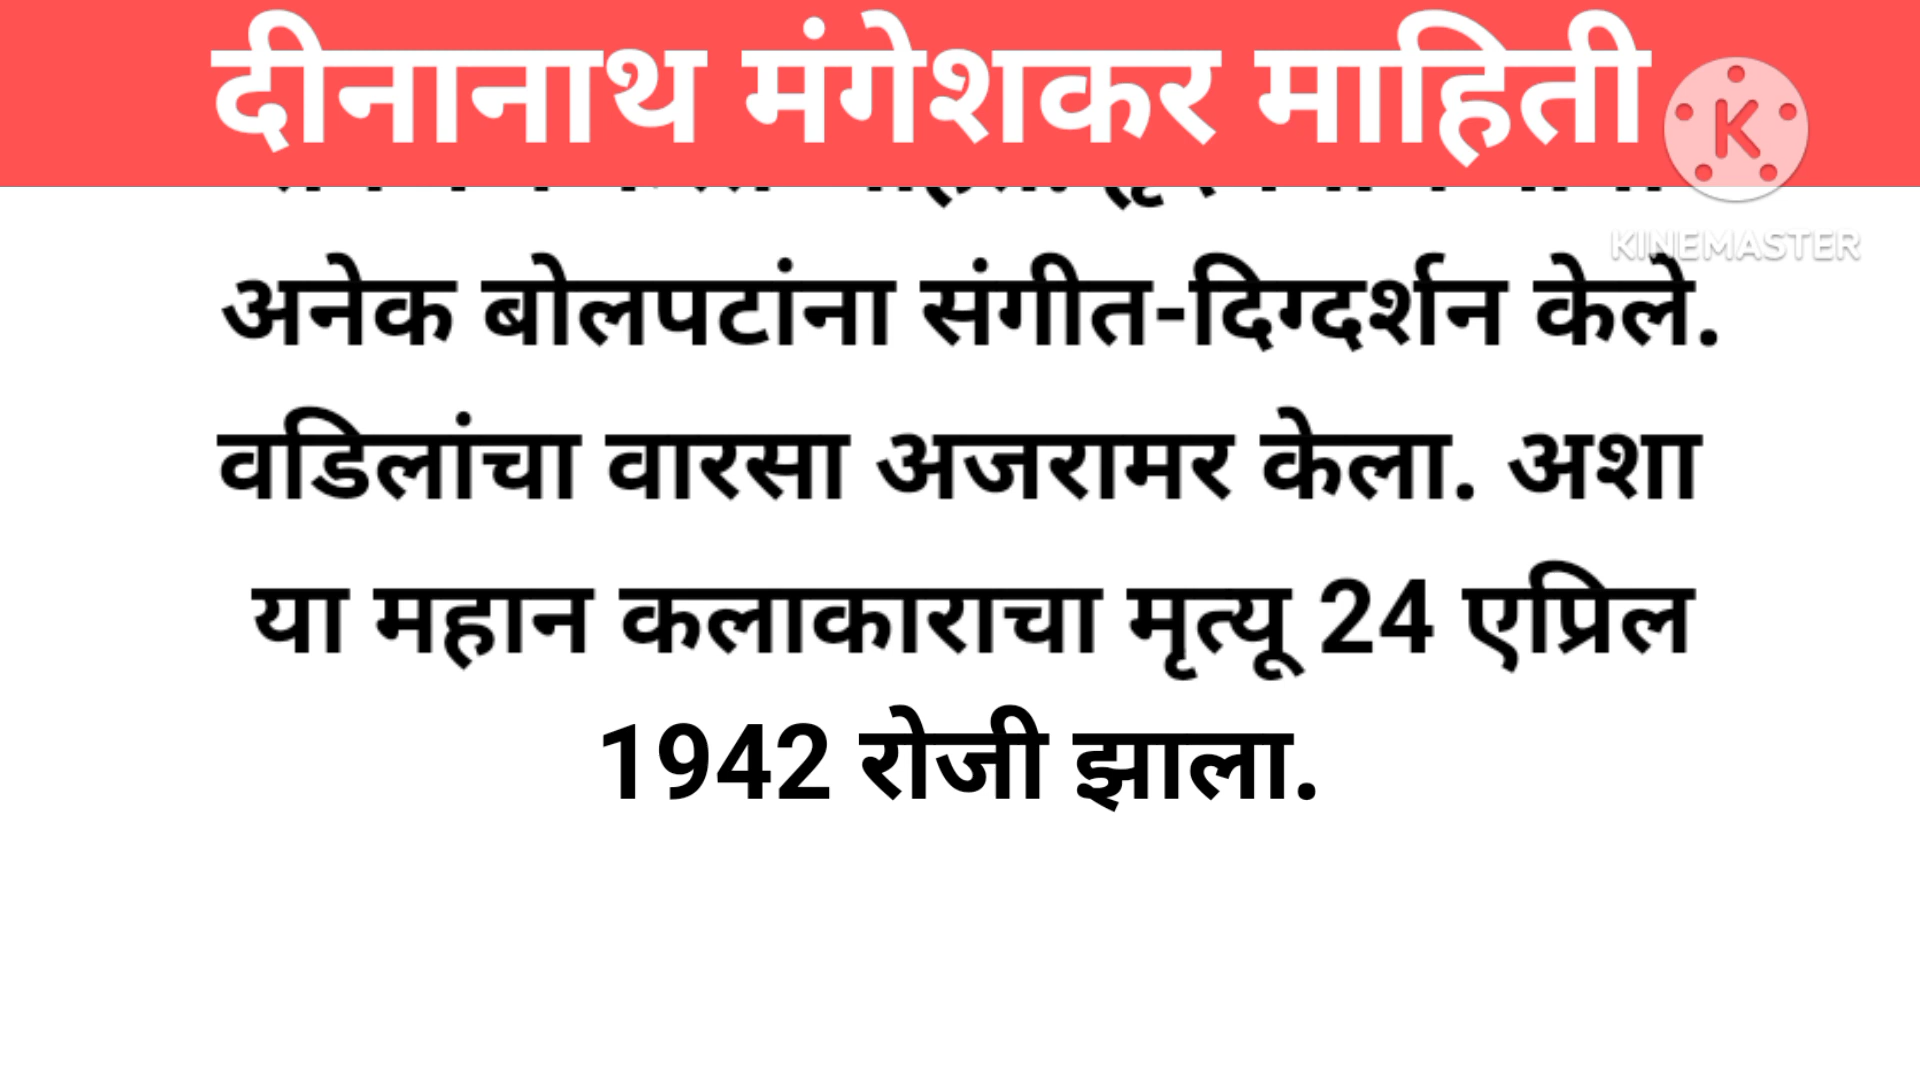 दीनानाथ मंगेशकर माहिती
K
KINEMASTER
अनेक बोलपटांना संगीत-दिग्दर्शन केले.
वडिलांचा वारसा अजरामर केला. अशा
या महान कलाकाराचा मृत्यू 24 एप्रिल
1942 रोजी झाला.